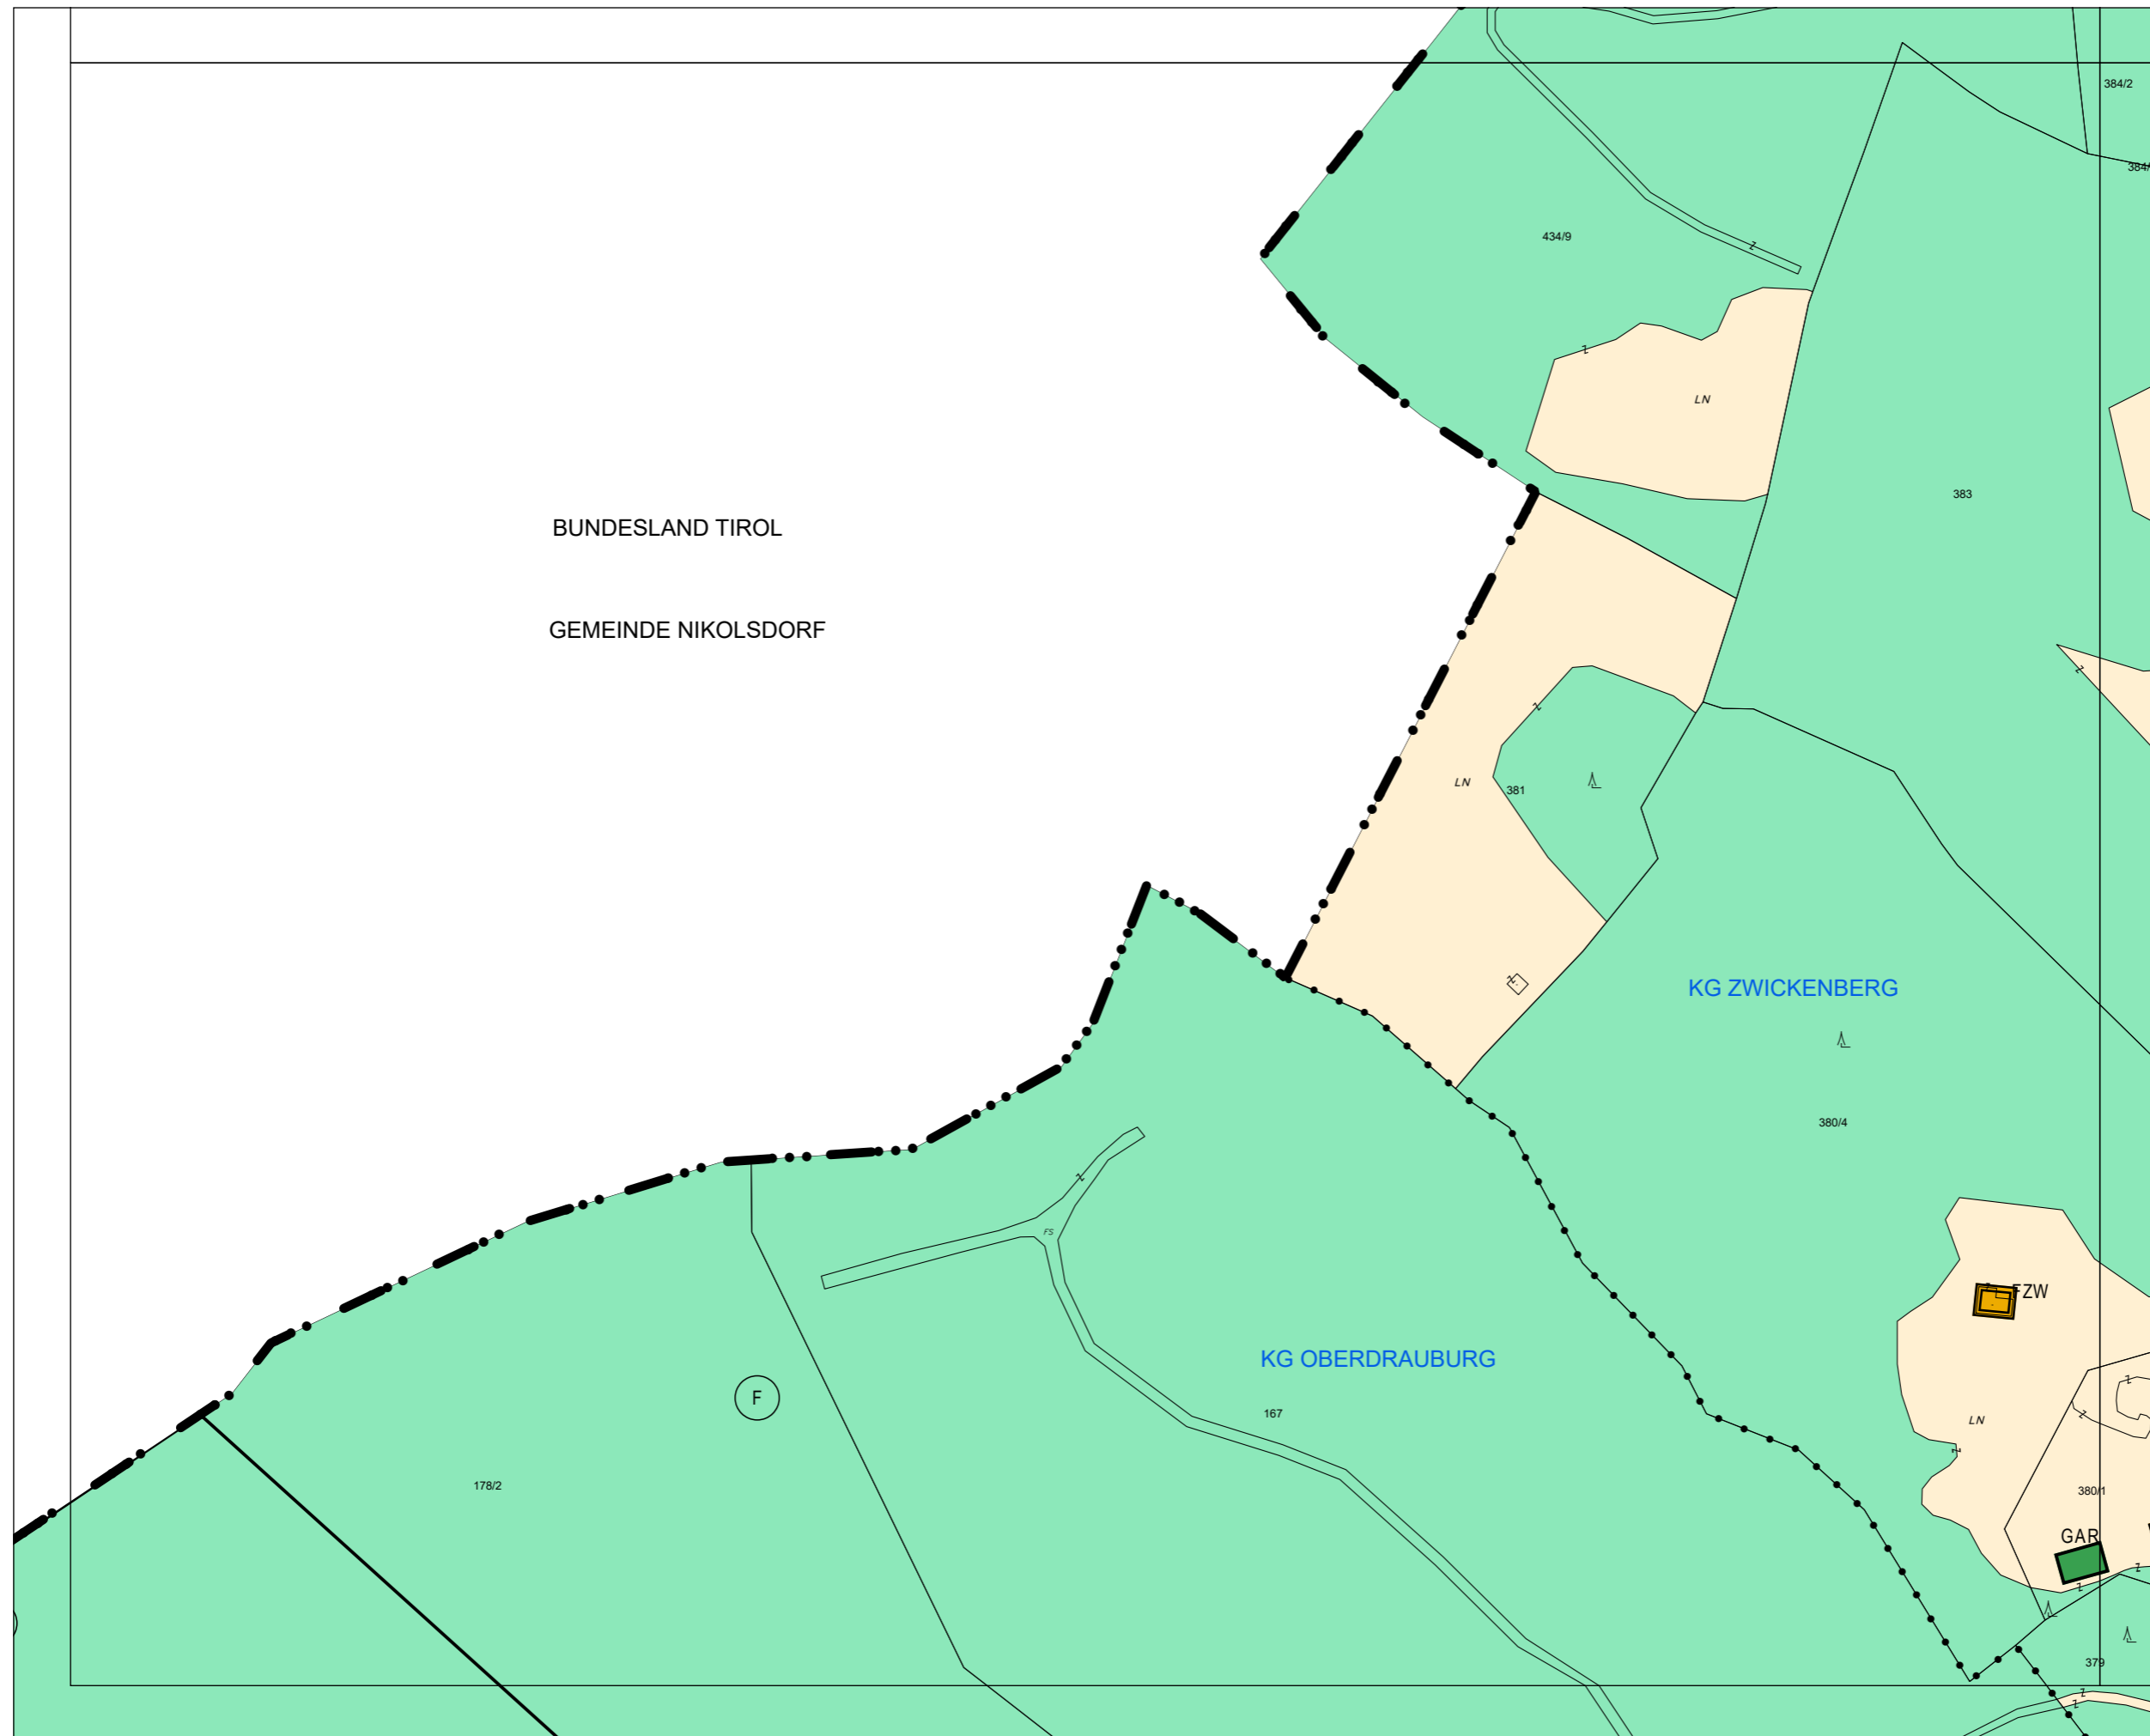 384/2
434/9
LN
383
BUNDESLAND TIROL
GEMEINDE NIKOLSDORF
LN
381
KG ZWICKENBERG
380/4
FS
FZW
KG OBERDRAUBURG
F
167
LN
178/2
380/1
GAR
379